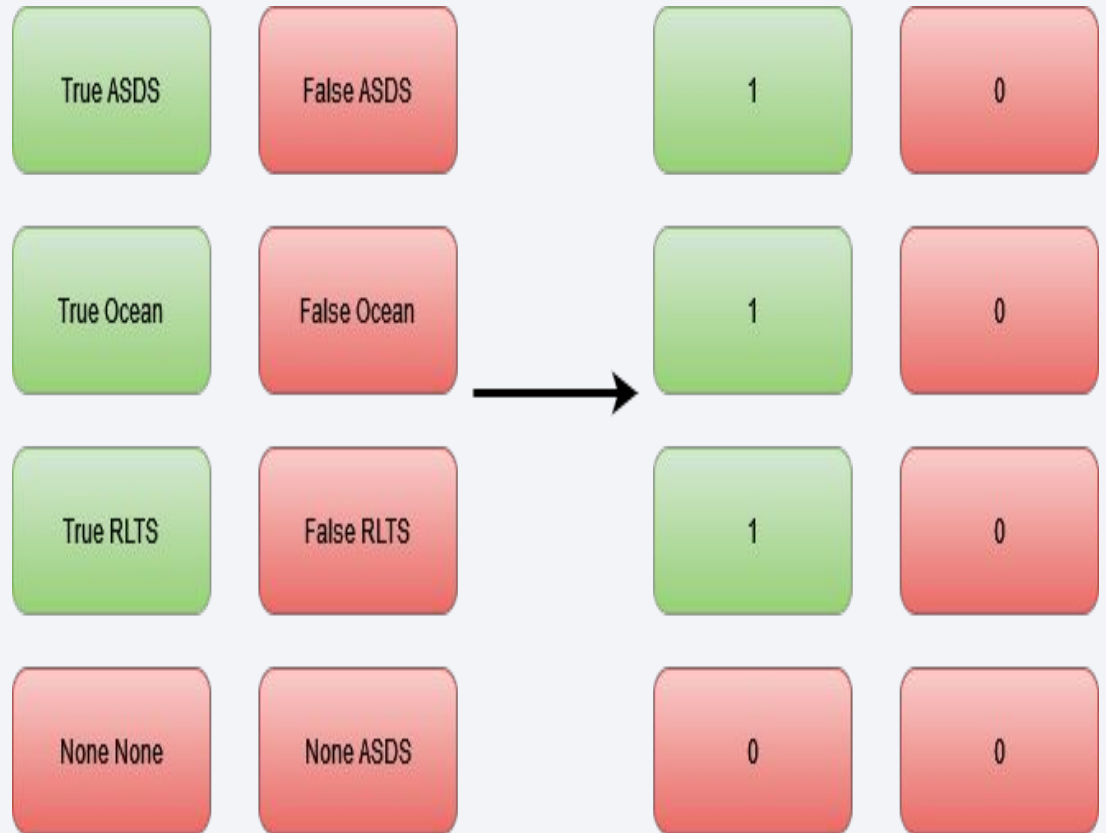 True ASDS
False ASDS
1
0
True Ocean
False Ocean
1
0
True RLTS
False RLTS
1
0
None None
None ASDS
0
0